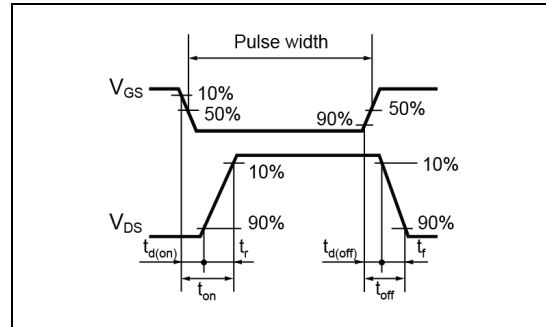 Pulse width
VGS
10%
50%
90%
50%
10%
10%
VDS
90%
90%
td(on)
tr
td(off)
tf
ton
toff